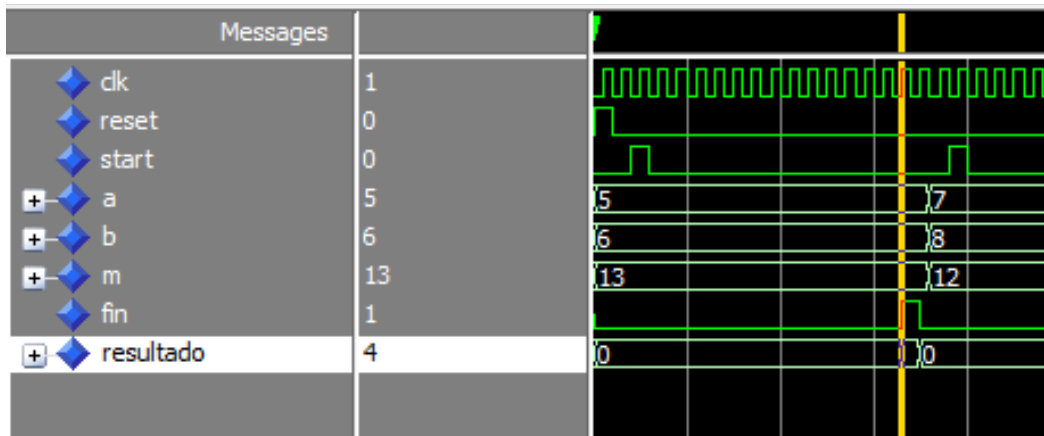 Messages
clk 1
reset 0
start 0
a 5 5 7
b 6 6 8
m 13 13 12
fin 1
resultado 4 0 0